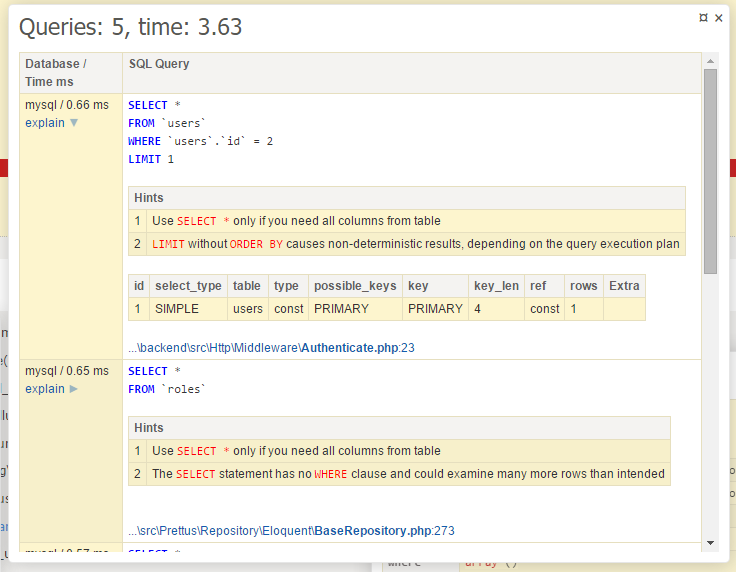 Queries: 5, time: 3.63
¤ ×
Database / Time ms SQL Query
mysql / 0.66 ms
explain ▼
SELECT *
FROM `users`
WHERE `users`.`id` = 2
LIMIT 1
Hints
1 Use SELECT * only if you need all columns from table
2 LIMIT without ORDER BY causes non-deterministic results, depending on the query execution plan
id select_type table type possible_keys key key_len ref rows Extra
1 SIMPLE users const PRIMARY PRIMARY 4 const 1
...\backend\src\Http\Middleware\Authenticate.php:23
mysql / 0.65 ms
explain ►
SELECT *
FROM `roles`
Hints
1 Use SELECT * only if you need all columns from table
2 The SELECT statement has no WHERE clause and could examine many more rows than intended
...\src\Prettus\Repository\Eloquent\BaseRepository.php:273
mysql / 0.57 ms
SELECT *
where array ()